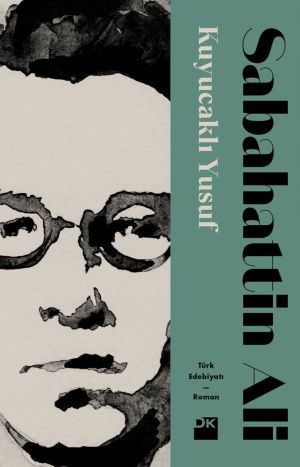 Sabahattin Ali
Kuyucaklı Yusuf
Türk
Edebiyatı
—
Roman
DK